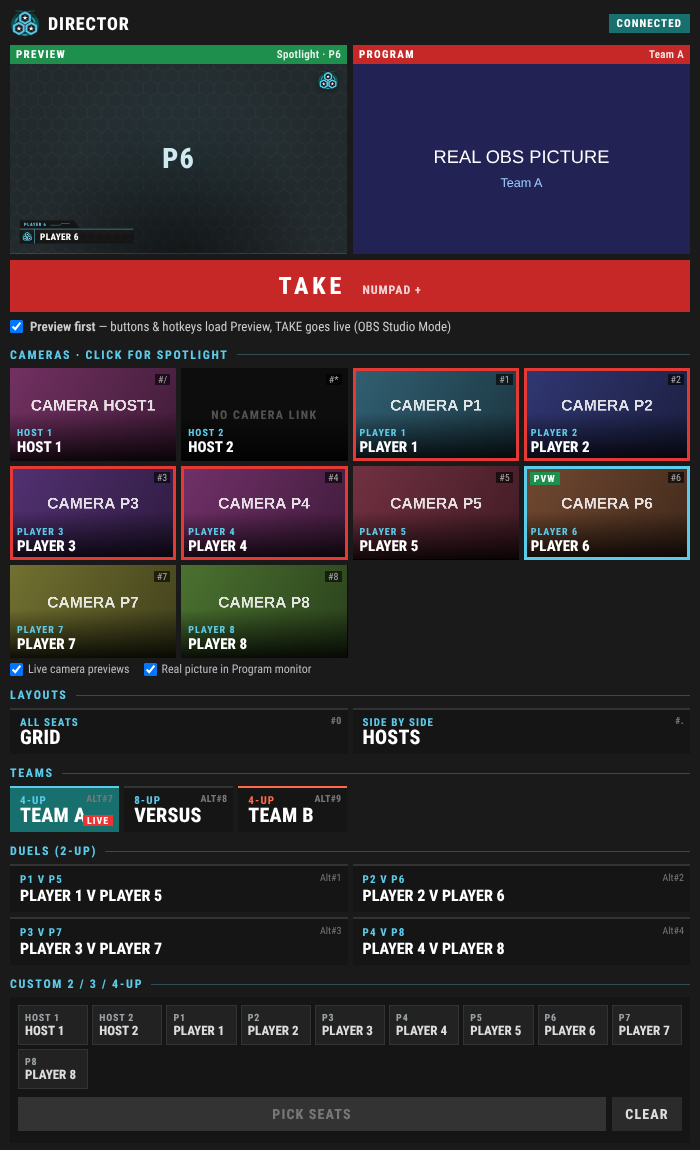 DIRECTOR
CONNECTED
PREVIEW
Spotlight · P6
PROGRAM
Team A
P6
PLAYER 6
PLAYER 6
REAL OBS PICTURE
Team A
TAKE NUMPAD +
Preview first — buttons & hotkeys load Preview, TAKE goes live (OBS Studio Mode)
CAMERAS · CLICK FOR SPOTLIGHT
#/
CAMERA HOST1
HOST 1
HOST 1
#*
NO CAMERA LINK
HOST 2
HOST 2
#1
CAMERA P1
PLAYER 1
PLAYER 1
#2
CAMERA P2
PLAYER 2
PLAYER 2
#3
CAMERA P3
PLAYER 3
PLAYER 3
#4
CAMERA P4
PLAYER 4
PLAYER 4
#5
CAMERA P5
PLAYER 5
PLAYER 5
PVW
#6
CAMERA P6
PLAYER 6
PLAYER 6
#7
CAMERA P7
PLAYER 7
PLAYER 7
#8
CAMERA P8
PLAYER 8
PLAYER 8
Live camera previews
Real picture in Program monitor
LAYOUTS
ALL SEATS
#0
GRID
SIDE BY SIDE
#.
HOSTS
TEAMS
4-UP
ALT#7
TEAM A
LIVE
8-UP
ALT#8
VERSUS
4-UP
ALT#9
TEAM B
DUELS (2-UP)
P1 V P5
Alt#1
PLAYER 1 V PLAYER 5
P2 V P6
Alt#2
PLAYER 2 V PLAYER 6
P3 V P7
Alt#3
PLAYER 3 V PLAYER 7
P4 V P8
Alt#4
PLAYER 4 V PLAYER 8
CUSTOM 2 / 3 / 4-UP
HOST 1
HOST 1
HOST 2
HOST 2
P1
PLAYER 1
P2
PLAYER 2
P3
PLAYER 3
P4
PLAYER 4
P5
PLAYER 5
P6
PLAYER 6
P7
PLAYER 7
P8
PLAYER 8
PICK SEATS
CLEAR